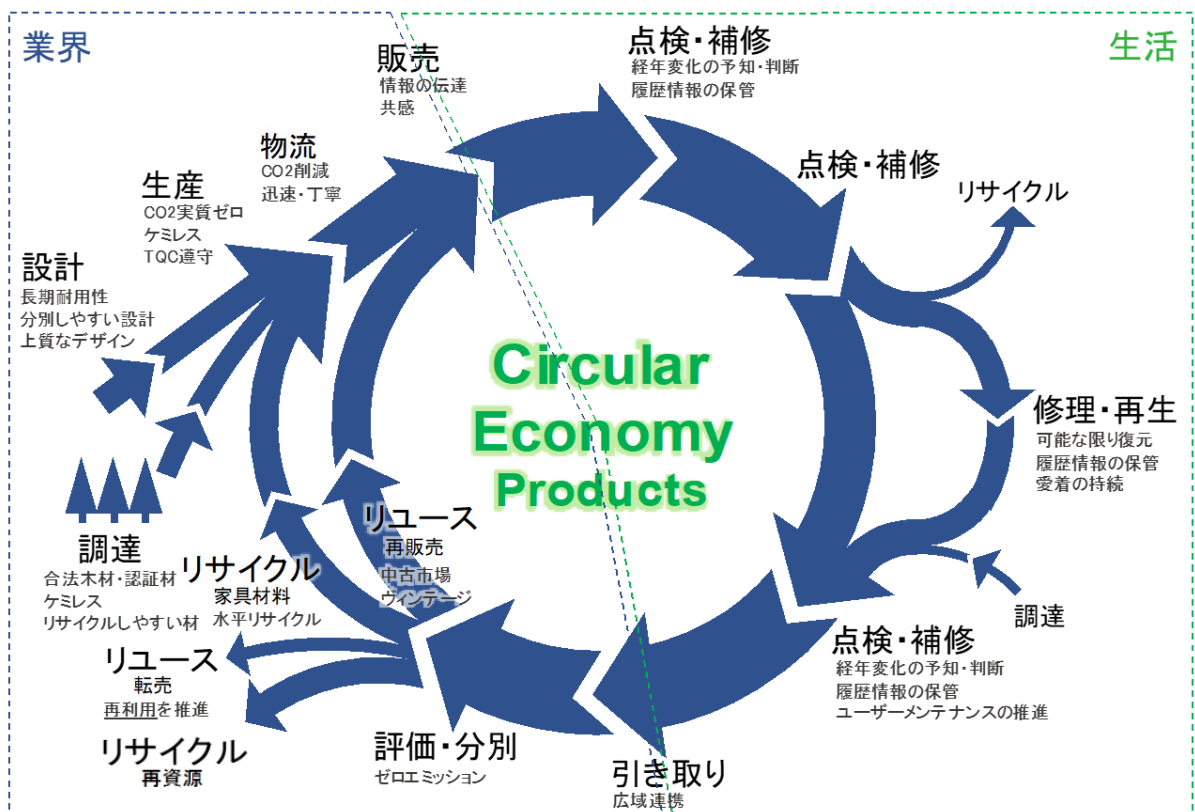 業界
生活
販売
情報の伝達
共感
点検・補修
経年変化の予知・判断
履歴情報の保管
物流
CO2削減
迅速・丁寧
点検・補修
リサイクル
生産
CO2実質ゼロ
ケミレス
TQC遵守
設計
長期耐用性
分別しやすい設計
上質なデザイン
Circular
Economy
Products
修理・再生
可能な限り復元
履歴情報の保管
愛着の持続
調達
合法木材・認証材
ケミレス
リサイクルしやすい材
リサイクル
家具材料
水平リサイクル
リユース
再販売
中古市場
ヴィンテージ
調達
点検・補修
経年変化の予知・判断
履歴情報の保管
ユーザーメンテナンスの推進
リユース
転売
再利用を推進
リサイクル
再資源
評価・分別
ゼロエミッション
引き取り
広域連携